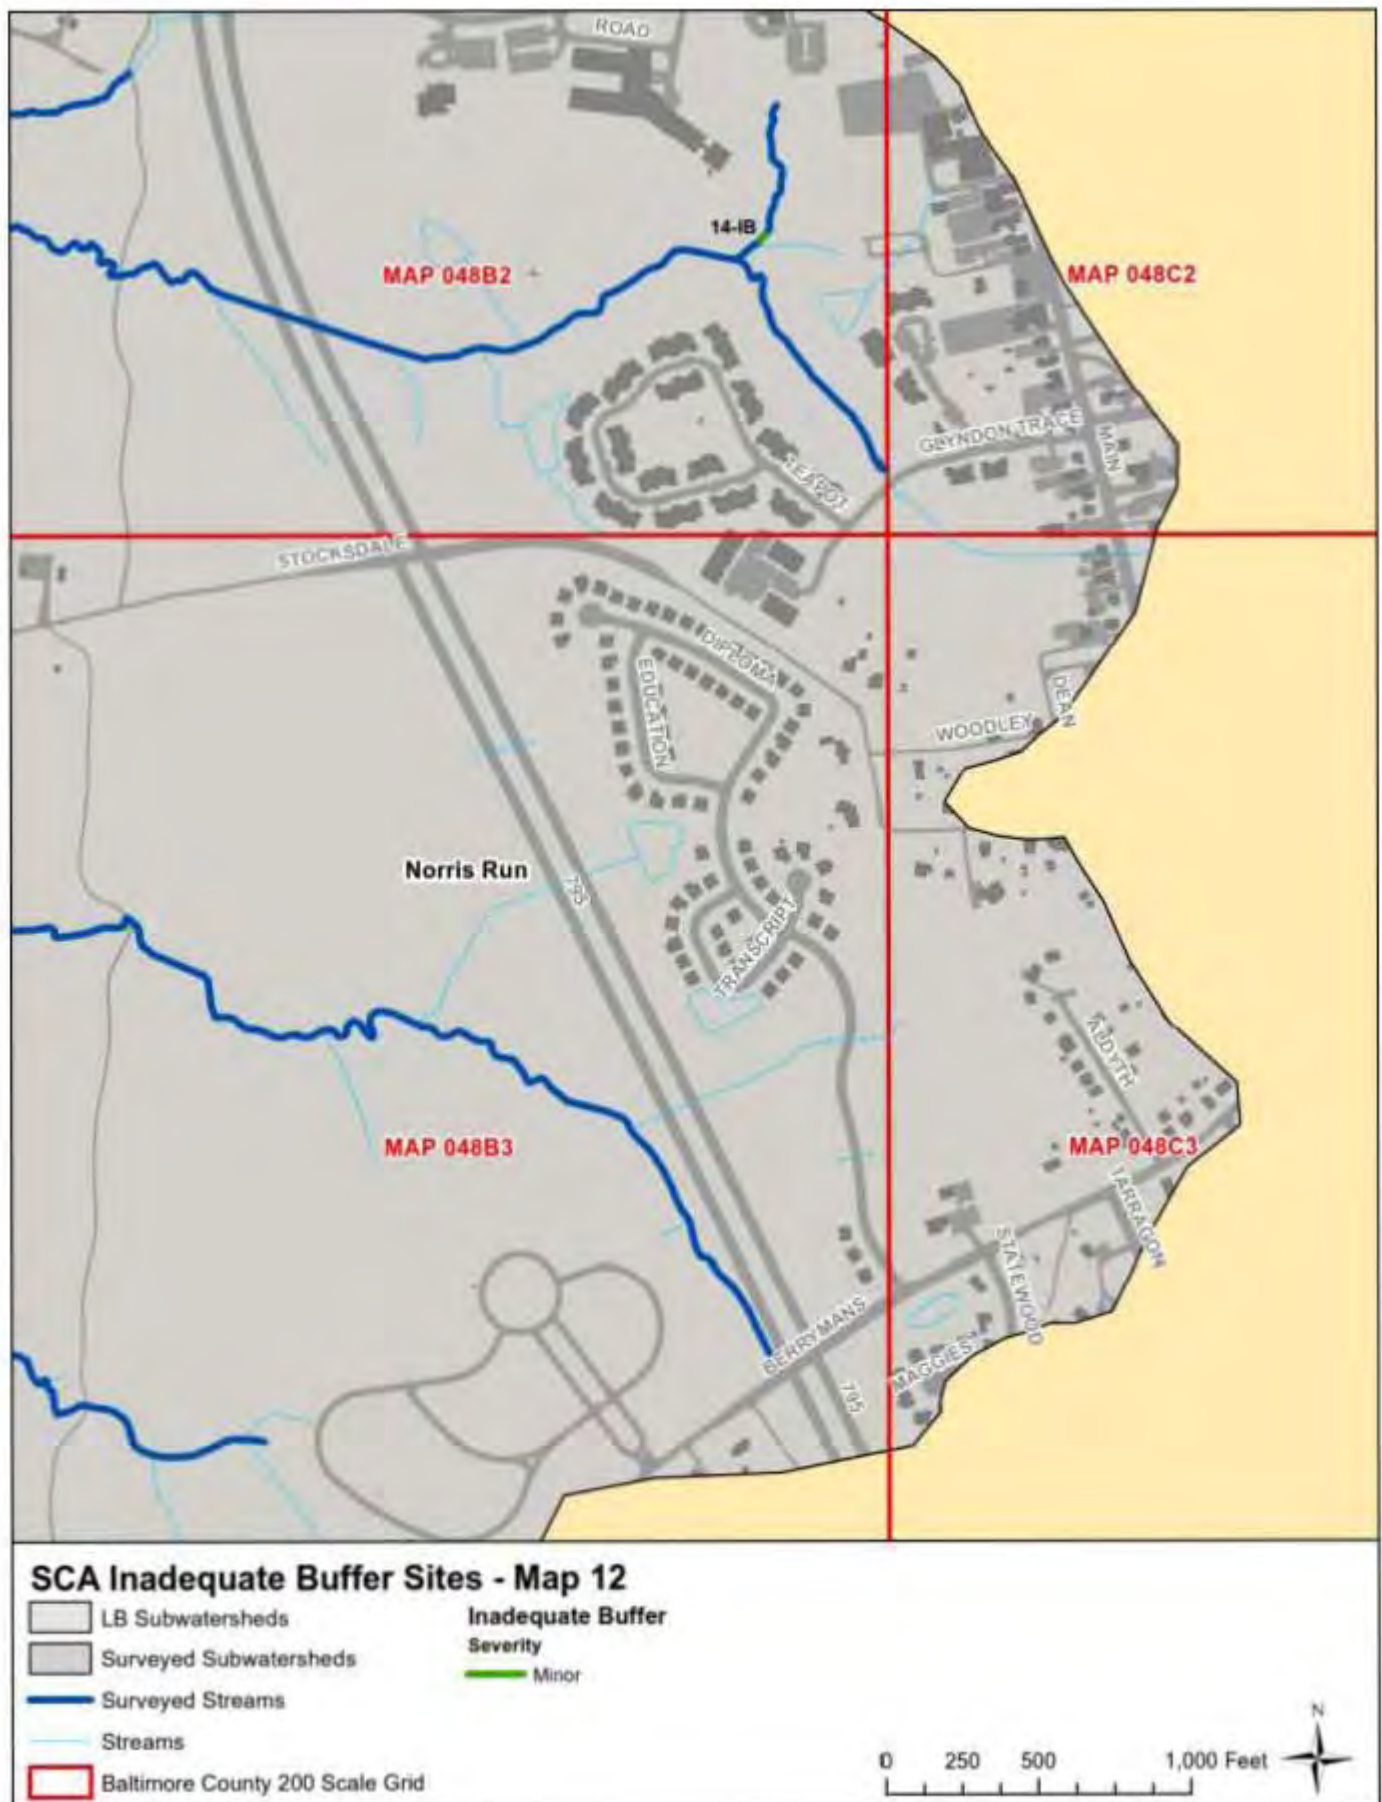 ROAD
14-IB
MAP 048B2
MAP 048C2
GLYNDON TRACE
MAIN
TEAPOT
STOCKSDALE
DIPLOMA
EDUCATION
DEAN
WOODLEY
Norris Run
795
TRANSCRIPT
ALDYTH
MAP 048B3
MAP 048C3
TARRAGON
STATEWOOD
BERRYMANS
MAGGIES
795
SCA Inadequate Buffer Sites - Map 12
LB Subwatersheds
Surveyed Subwatersheds
Surveyed Streams
Streams
Baltimore County 200 Scale Grid
Inadequate Buffer
Severity
Minor
N
0 250 500 1,000 Feet